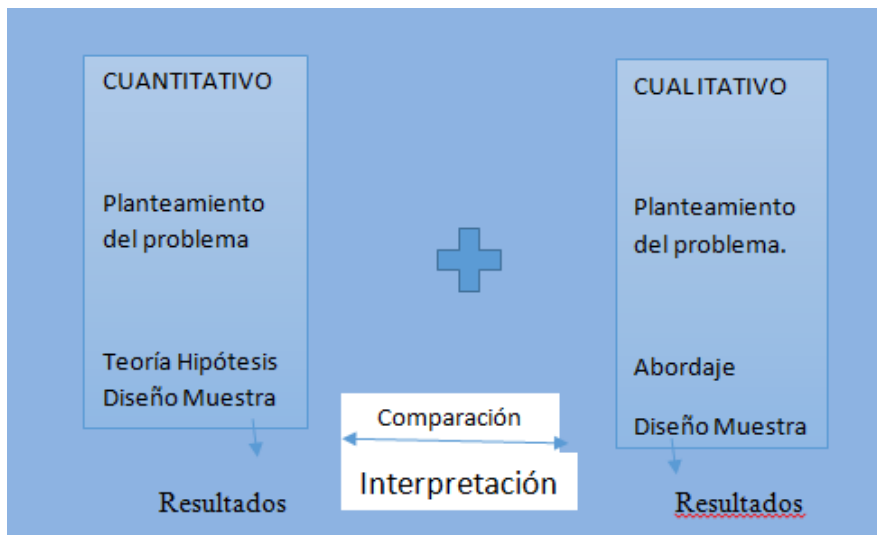 CUANTITATIVO
Planteamiento
del problema
Teoría Hipótesis
Diseño Muestra
Resultados
Comparación
Interpretación
CUALITATIVO
Planteamiento
del problema.
Abordaje
Diseño Muestra
Resultados